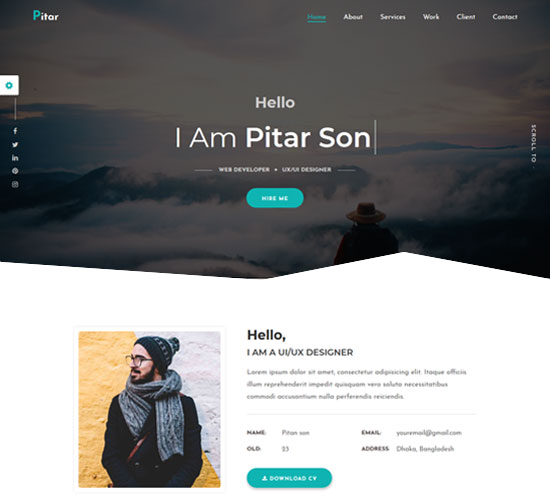 Pitar
Home About Services Work Client Contact
Hello
I Am Pitar Son
WEB DEVELOPER UX/UI DESIGNER
HIRE ME
SCROLL TO
Hello,
I AM A UI/UX DESIGNER
Lorem ipsum dolor sit amet, consectetur adipisicing elit. Itaque officiis
illum reprehenderit impedit quisquam vero soluta necessitatibus
commodi accusantium nulla perferendis reiciendis.
NAME: Pitan son EMAIL: youremail@gmail.com
OLD: 23 ADDRESS Dhaka, Bangladesh
DOWNLOAD CV